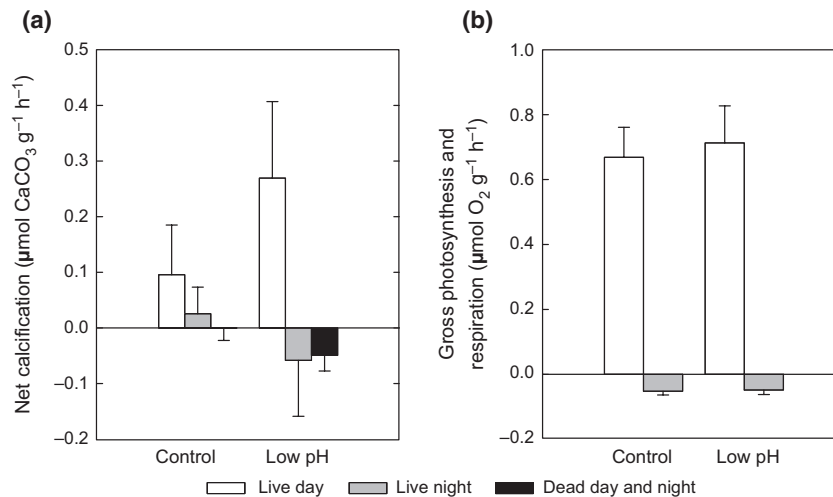 (a)
Net calcification (µmol CaCO₃ g⁻¹ h⁻¹)
0.5
0.4
0.3
0.2
0.1
0.0
–0.1
–0.2
Control Low pH
(b)
Gross photosynthesis and
respiration (µmol O₂ g⁻¹ h⁻¹)
1.0
0.8
0.6
0.4
0.2
0.0
–0.2
Control Low pH
Live day Live night Dead day and night